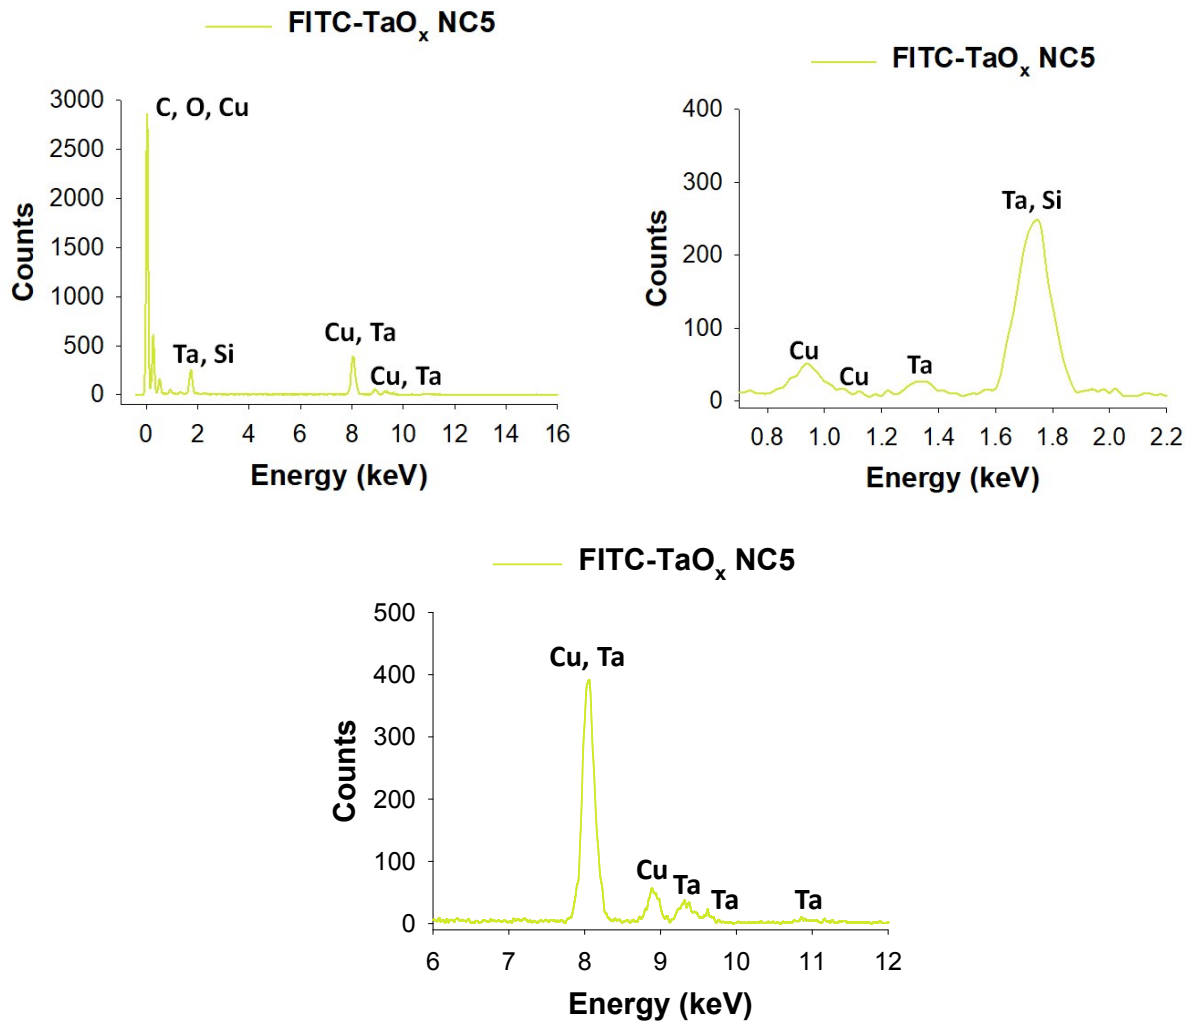 FITC-TaOx NC5
3000
2500
2000
1500
1000
500
0
Counts
C, O, Cu
Ta, Si
Cu, Ta
Cu, Ta
0 2 4 6 8 10 12 14 16
Energy (keV)
FITC-TaOx NC5
400
300
200
100
0
Counts
Ta, Si
Cu
Cu
Ta
0.8 1.0 1.2 1.4 1.6 1.8 2.0 2.2
Energy (keV)
FITC-TaOx NC5
500
400
300
200
100
0
Counts
Cu, Ta
Cu
Ta
Ta
Ta
6 7 8 9 10 11 12
Energy (keV)